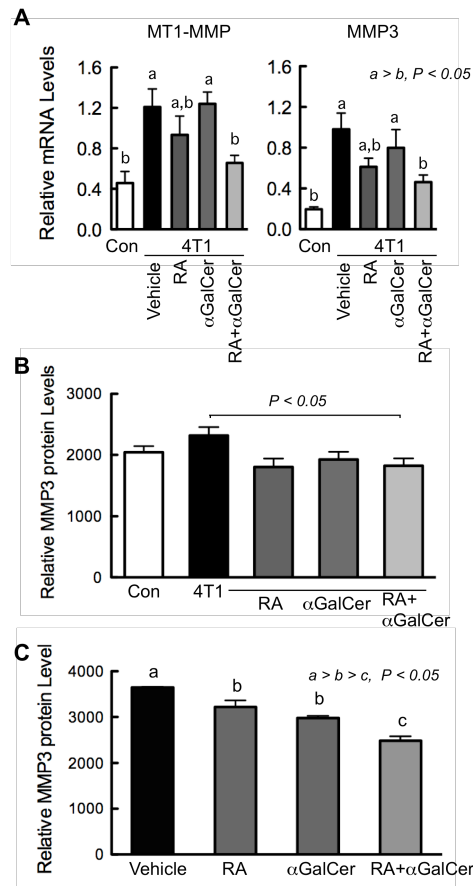 A
MT1-MMP
MMP3
Relative mRNA Levels
1.6
1.2
0.8
0.4
0.0
b
a
a,b
a
b
Con
4T1
Vehicle
RA
αGalCer
RA+αGalCer
1.6
1.2
0.8
0.4
0.0
a > b, P < 0.05
b
a
a,b
a
b
Con
4T1
Vehicle
RA
αGalCer
RA+αGalCer
B
Relative MMP3 protein Levels
3000
2000
1000
0
P < 0.05
Con
4T1
RA
αGalCer
RA+
αGalCer
C
Relative MMP3 protein Level
4000
3000
2000
1000
0
a > b > c, P < 0.05
a
b
b
c
Vehicle
RA
αGalCer
RA+αGalCer